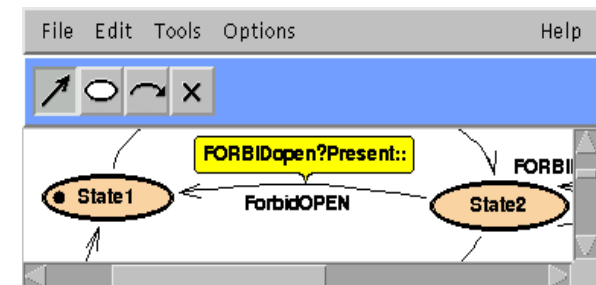 File Edit Tools Options Help
FORBIDopen?Present::
FORBI
State1
ForbidOPEN
State2